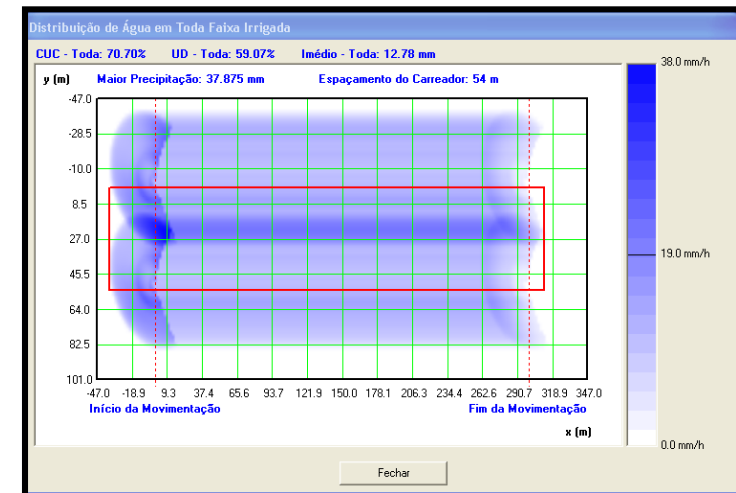 Distribuição de Água em Toda Faixa Irrigada
CUC - Toda: 70.70% UD - Toda: 59.07% Imédio - Toda: 12.78 mm
y (m) Maior Precipitação: 37.875 mm Espaçamento do Carreador: 54 m
38.0 mm/h
-47.0
-28.5
-10.0
8.5
27.0
19.0 mm/h
45.5
64.0
82.5
101.0
-47.0 -18.9 9.3 37.4 65.6 93.7 121.9 150.0 178.1 206.3 234.4 262.6 290.7 318.9 347.0
Início da Movimentação Fim da Movimentação
x (m)
0.0 mm/h
Fechar